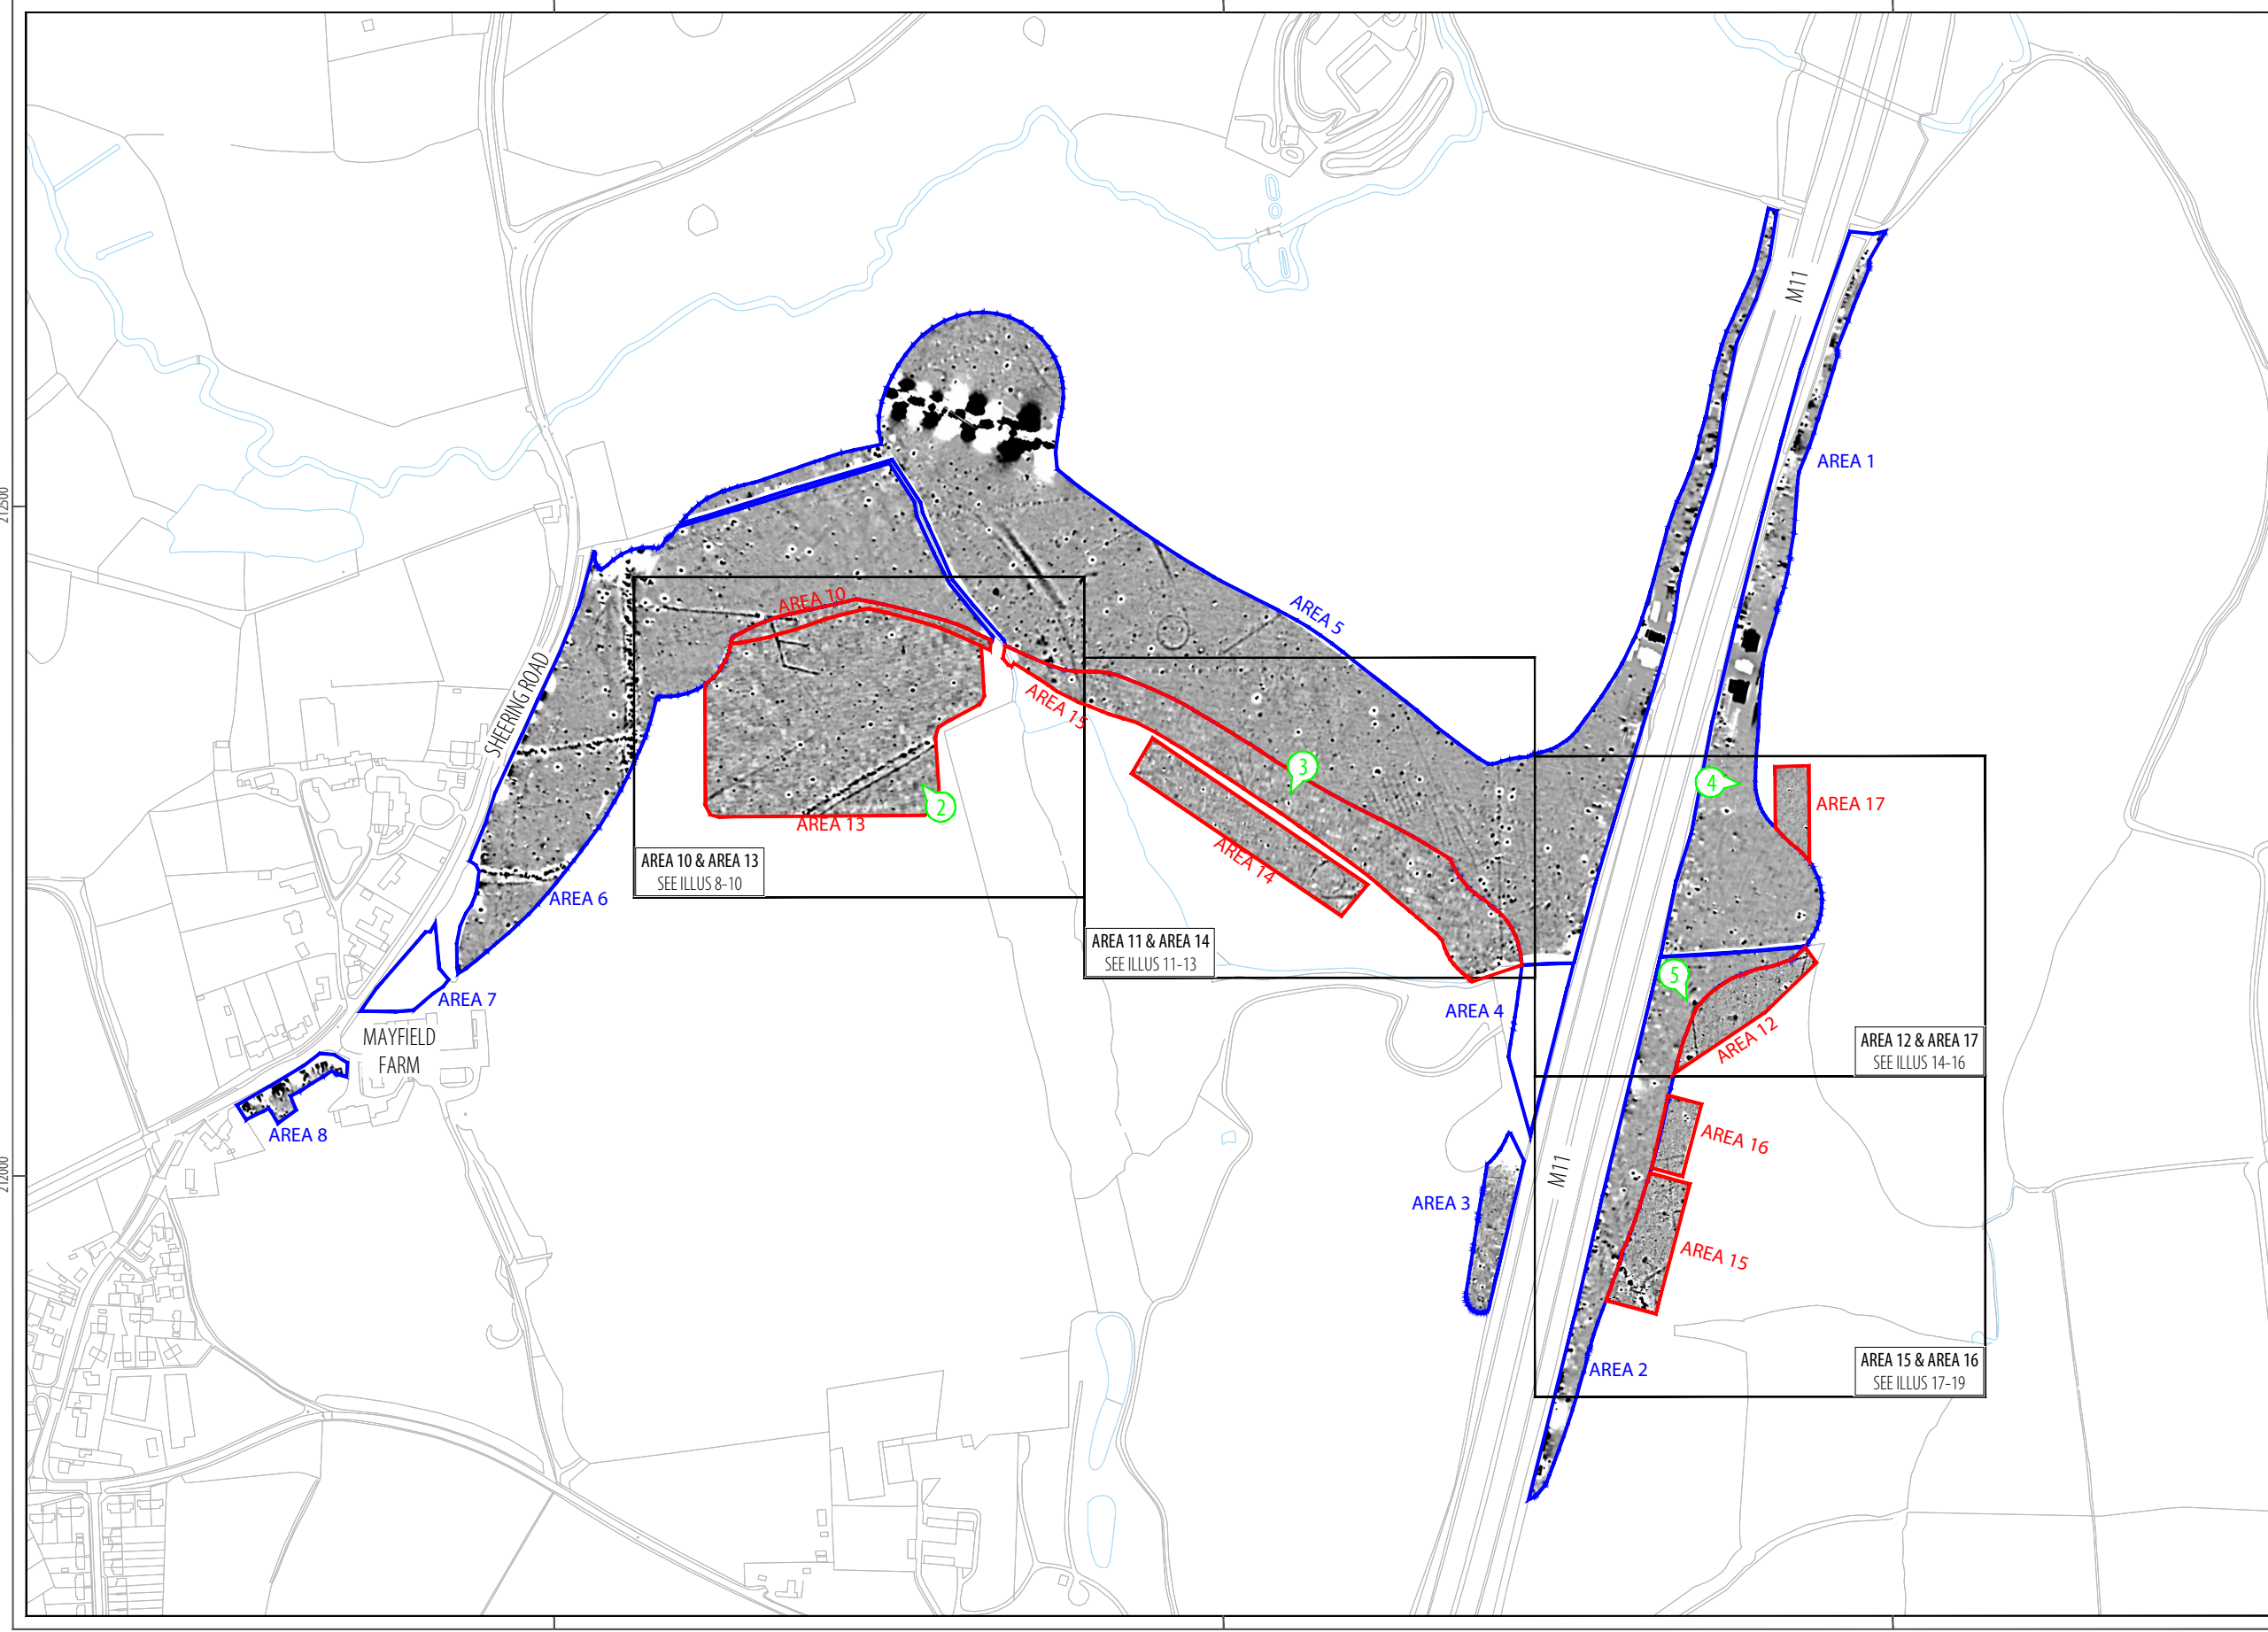 M11
AREA 1
212500
AREA 10
AREA 5
SHEERING ROAD
AREA 15
3
4
AREA 17
2
AREA 13
AREA 14
AREA 10 & AREA 13
SEE ILLUS 8-10
AREA 6
AREA 11 & AREA 14
SEE ILLUS 11-13
5
AREA 7
AREA 4
MAYFIELD
FARM
AREA 12
AREA 12 & AREA 17
SEE ILLUS 14-16
AREA 8
AREA 16
M11
212000
AREA 3
AREA 15
AREA 2
AREA 15 & AREA 16
SEE ILLUS 17-19